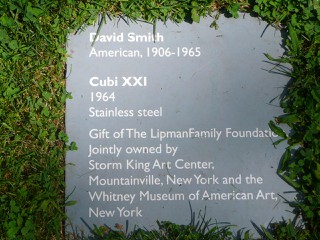 David Smith
American, 1906-1965
Cubi XXI
1964
Stainless steel
Gift of The LipmanFamily Foundation
Jointly owned by
Storm King Art Center,
Mountainville, New York and the
Whitney Museum of American Art,
New York